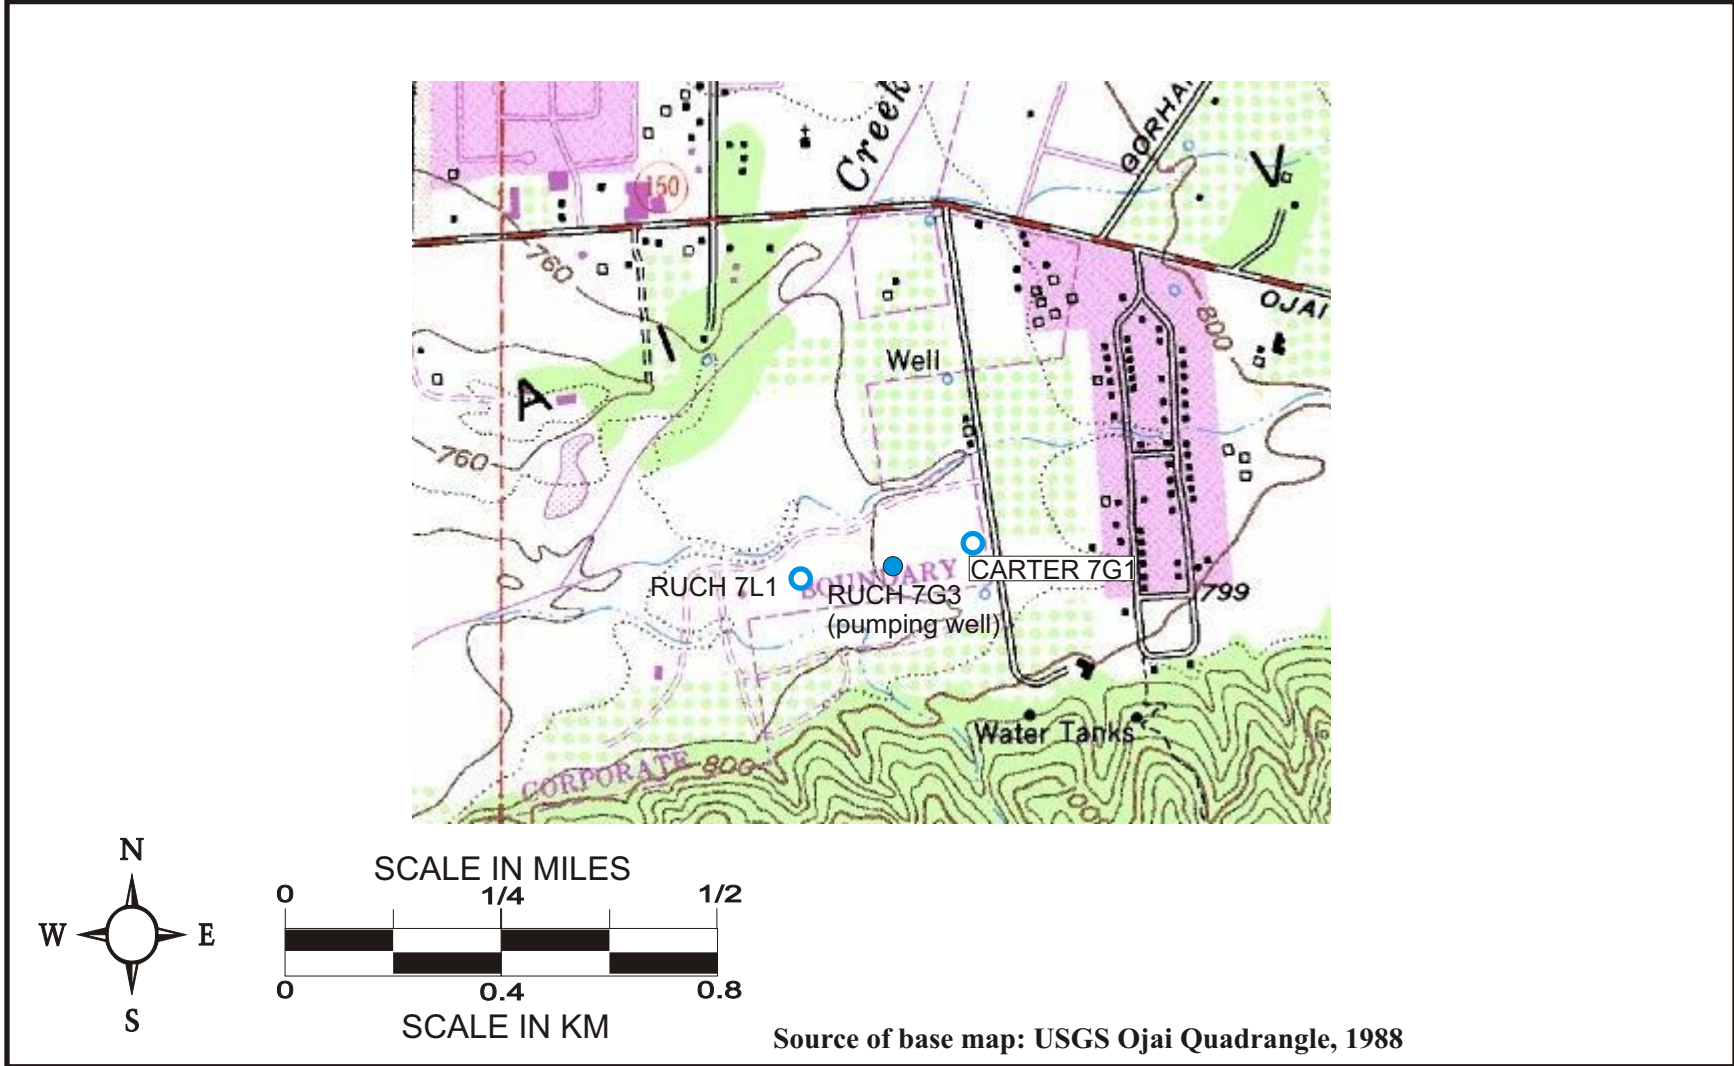 Creek
GORHA
V
150
760
OJAI
800
I
Well
A
760
CARTER 7G1
BOUNDARY
RUCH 7L1
RUCH 7G3
(pumping well)
799
Water Tanks
CORPORATE
800
N
W
E
S
SCALE IN MILES
0 1/4 1/2
0 0.4 0.8
SCALE IN KM
Source of base map: USGS Ojai Quadrangle, 1988